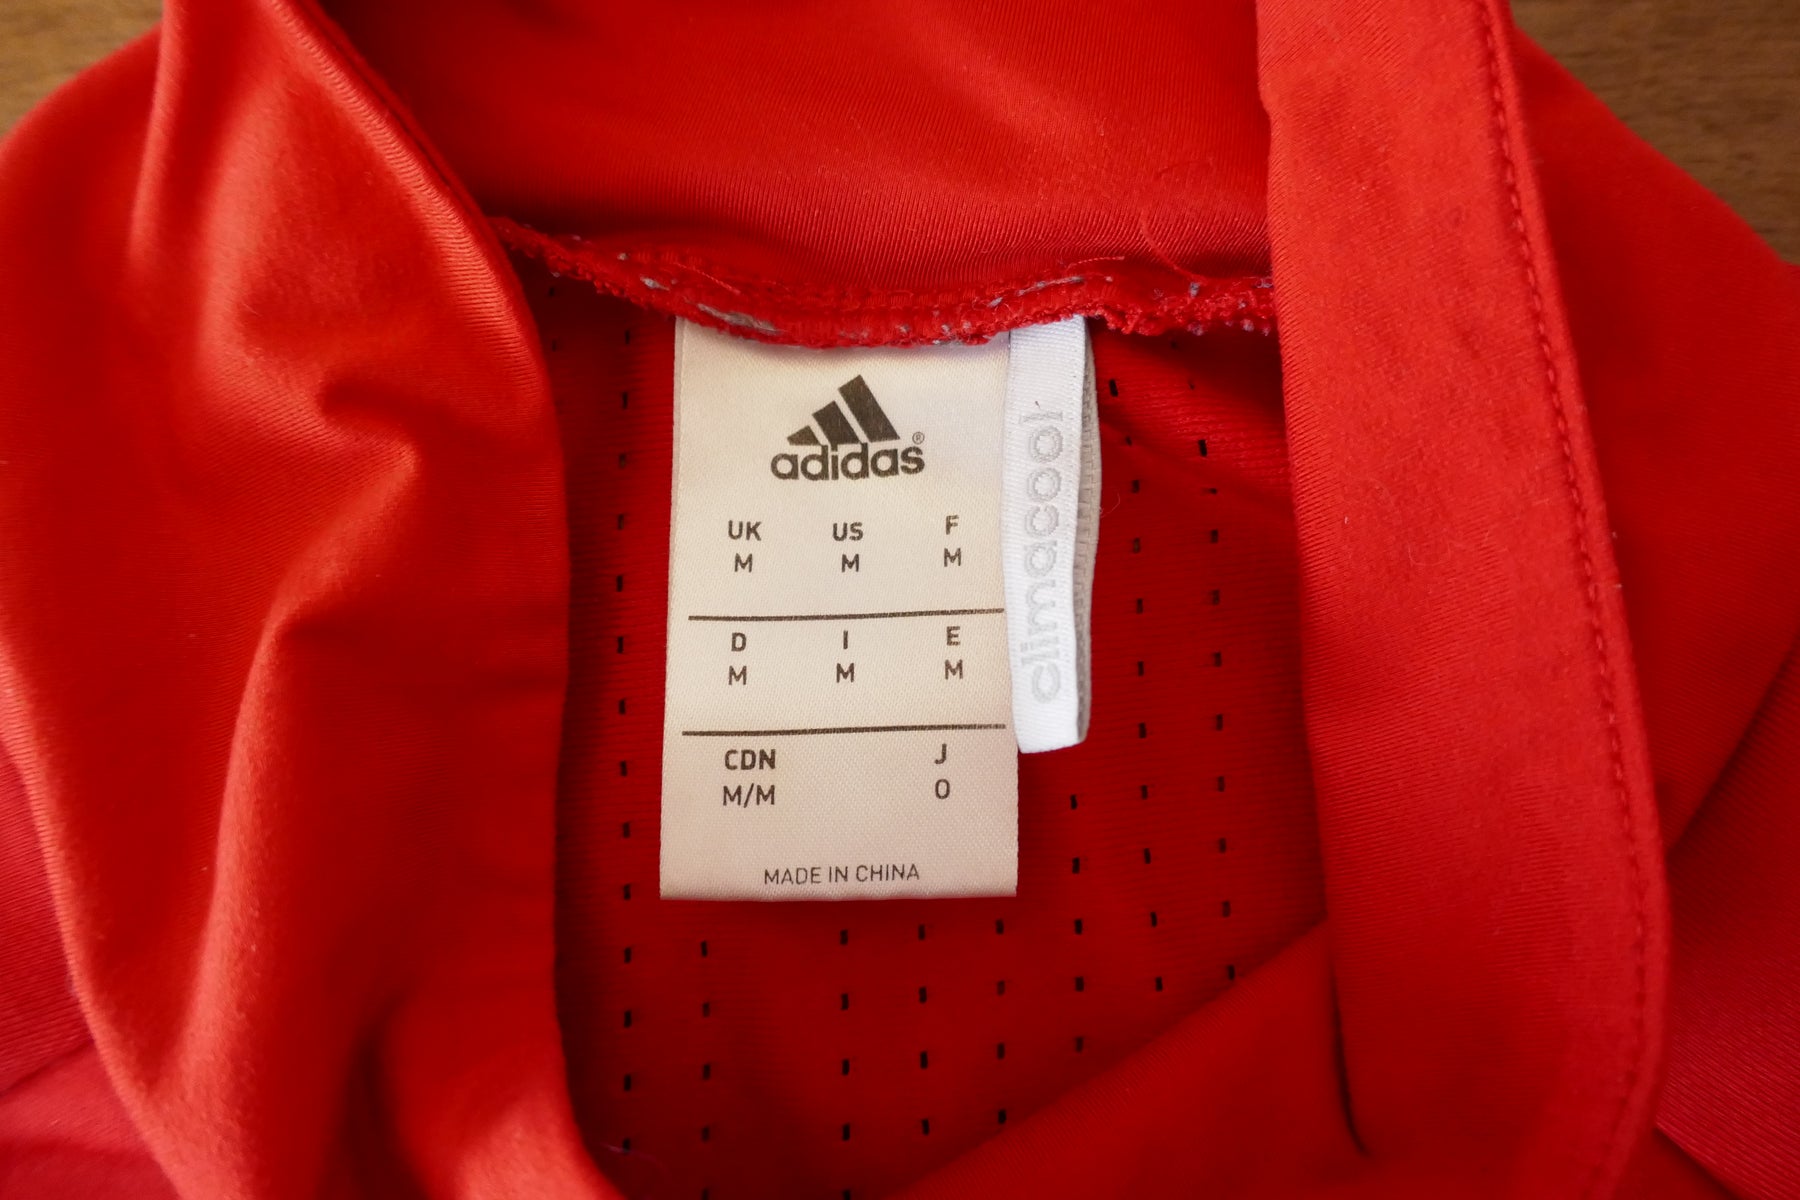 adidas®
UK US F
M M M
D I E
M M M
CDN J
M/M O
MADE IN CHINA
climacool